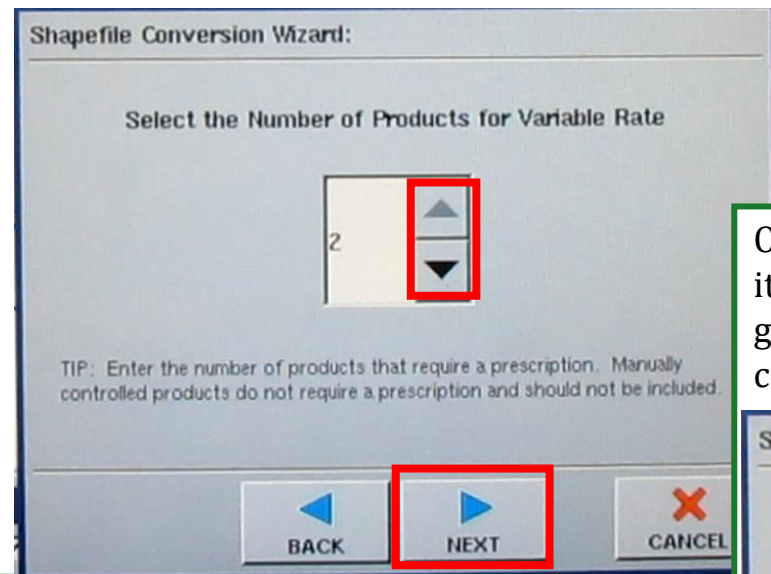 Shapefile Conversion Wizard:
Select the Number of Products for Variable Rate
2
TIP: Enter the number of products that require a prescription. Manually
controlled products do not require a prescription and should not be included.
BACK
NEXT
CANCEL